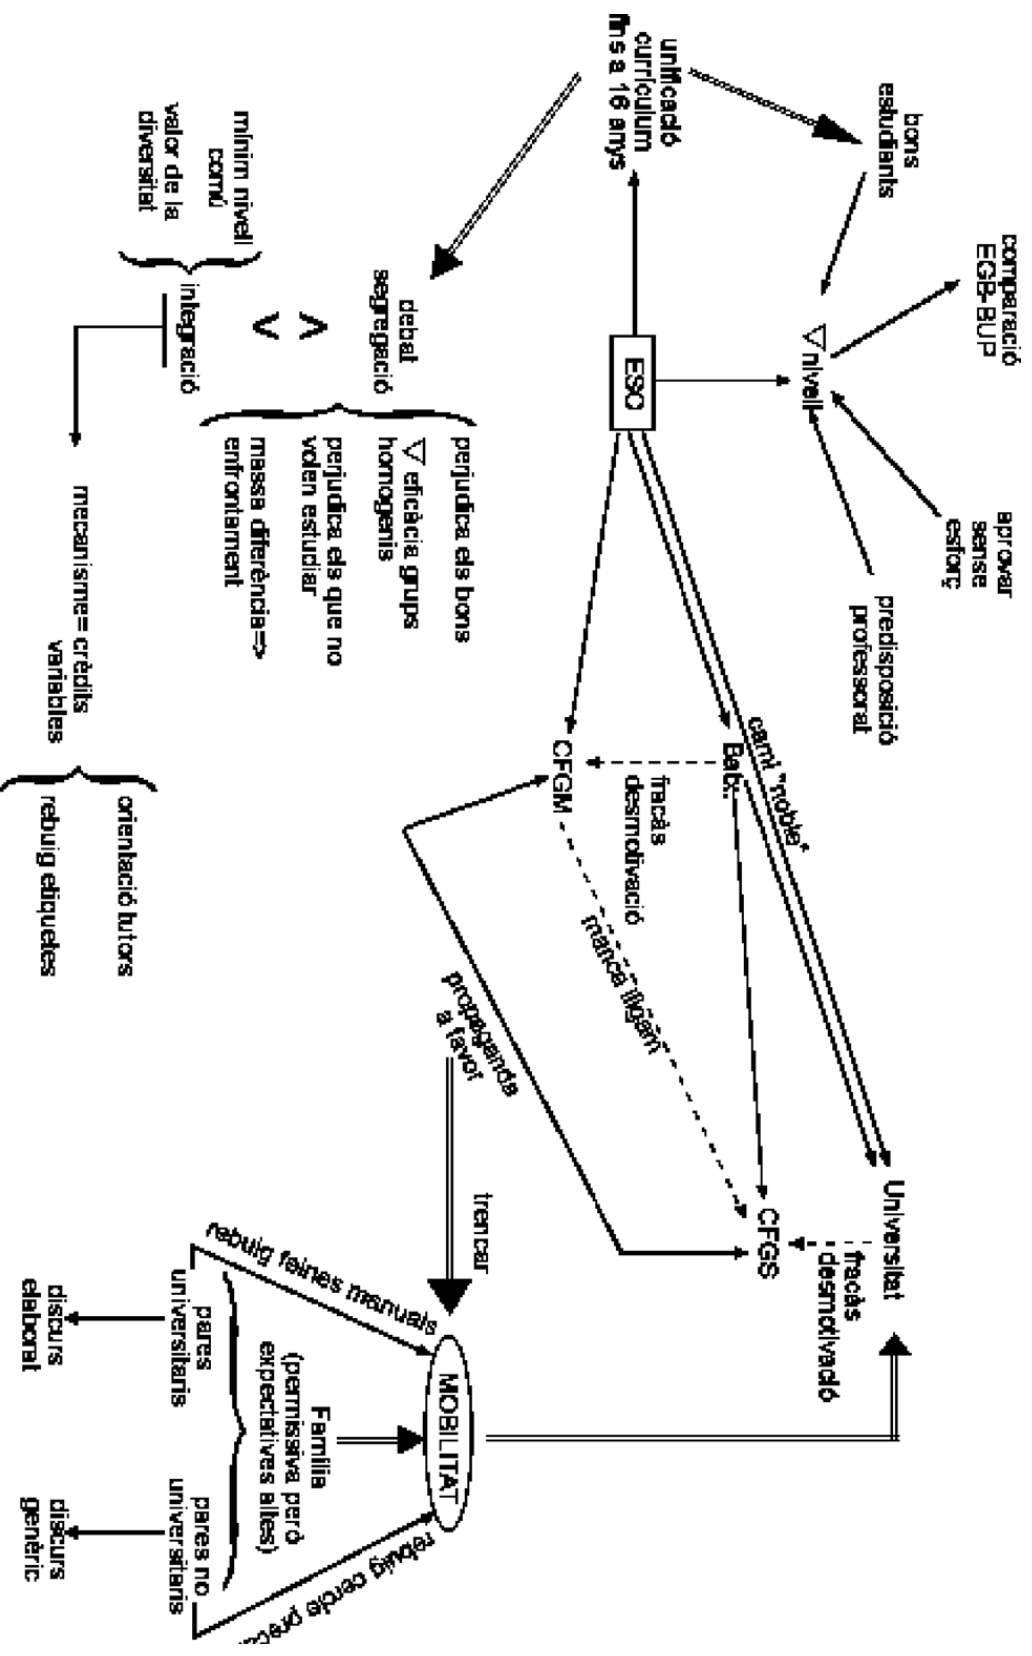 comparació
EGB-BUP
aprovar
sense
esforç
bons
estudiants
predisposició
professorat
▽ nivell
Universitat
fracàs
desmotivació
camí "noble"
unificació
currículum
fins a 16 anys
ESO
Batx.
CFGS
fracàs
desmotivació
CFGM
manca lligam
propaganda
a favor
trencar
MOBILITAT
debat
segregació
perjudica els bons
▽ eficàcia grups
homogenis
perjudica els que no
volen estudiar
massa diferència=>
enfrontament
< >
mínim nivell
comú
valor de la
diversitat
integració
mecanisme= crèdits
variables
orientació tutors
rebuig etiquetes
rebuig feines manuals
Família
(permissiva però
expectatives altes)
rebuig cercle
pares
universitaris
pares no
universitaris
discurs
elaborat
discurs
genèric